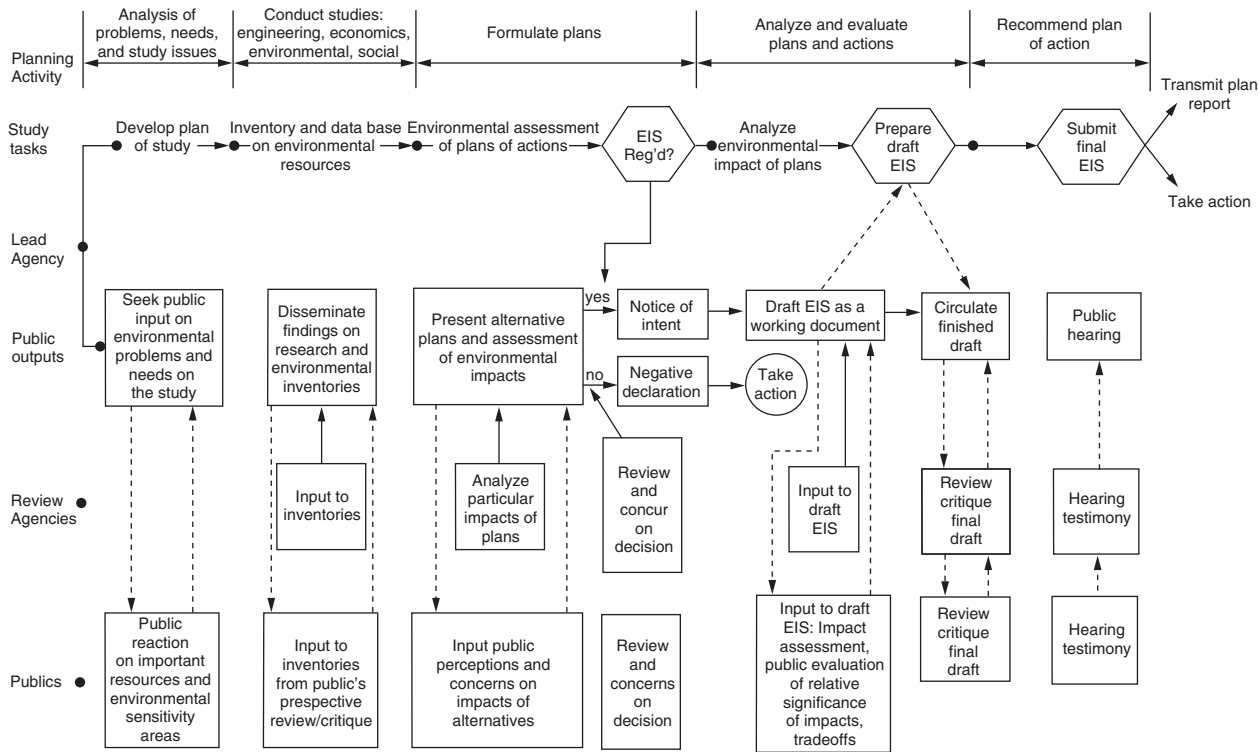 Planning
Activity
Analysis of
problems, needs,
and study issues
Conduct studies:
engineering, economics,
environmental, social
Formulate plans
Analyze and evaluate
plans and actions
Recommend plan
of action
Study
tasks
Develop plan
of study
Inventory and data base
on environmental
resources
Environmental assessment
of plans of actions
EIS
Reg'd?
Analyze
environmental
impact of plans
Prepare
draft
EIS
Submit
final
EIS
Transmit plan
report
Take action
Lead
Agency
Public
outputs
Seek public
input on
environmental
problems and
needs on
the study
Disseminate
findings on
research and
environmental
inventories
Present alternative
plans and assessment
of environmental
impacts
yes
Notice of
intent
no
Negative
declaration
Take
action
Draft EIS as a
working document
Circulate
finished
draft
Public
hearing
Review
Agencies
Input to
inventories
Analyze
particular
impacts of
plans
Review
and
concur
on
decision
Input to
draft
EIS
Review
critique
final
draft
Hearing
testimony
Publics
Public
reaction
on important
resources and
environmental
sensitivity
areas
Input to
inventories
from public's
prespective
review/critique
Input public
perceptions and
concerns on
impacts of
alternatives
Review
and
concerns
on decision
Input to draft
EIS: Impact
assessment,
public evaluation
of relative
significance
of impacts,
tradeoffs
Review
critique
final
draft
Hearing
testimony